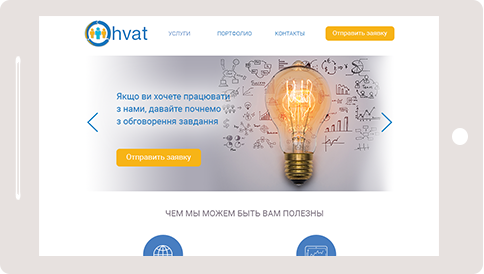 Ohvat
УСЛУГИ ПОРТФОЛИО КОНТАКТЫ Отправить заявку
Якщо ви хочете працювати
з нами, давайте почнемо
з обговорення завдання
Отправить заявку
ЧЕМ МЫ МОЖЕМ БЫТЬ ВАМ ПОЛЕЗНЫ